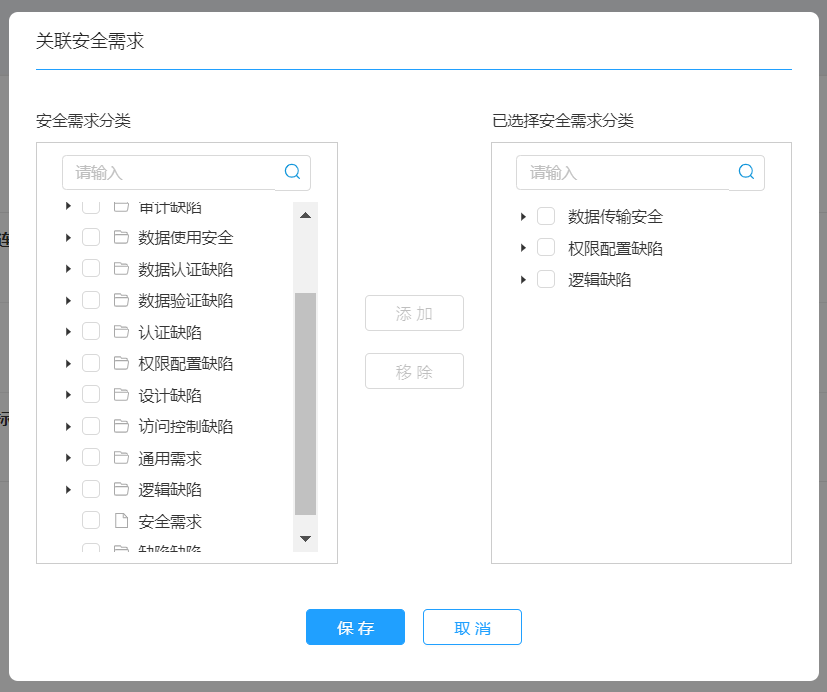 关联安全需求
安全需求分类
请输入
审计缺陷
数据使用安全
数据认证缺陷
数据验证缺陷
认证缺陷
权限配置缺陷
设计缺陷
访问控制缺陷
通用需求
逻辑缺陷
安全需求
添加
移除
已选择安全需求分类
请输入
数据传输安全
权限配置缺陷
逻辑缺陷
保存
取消